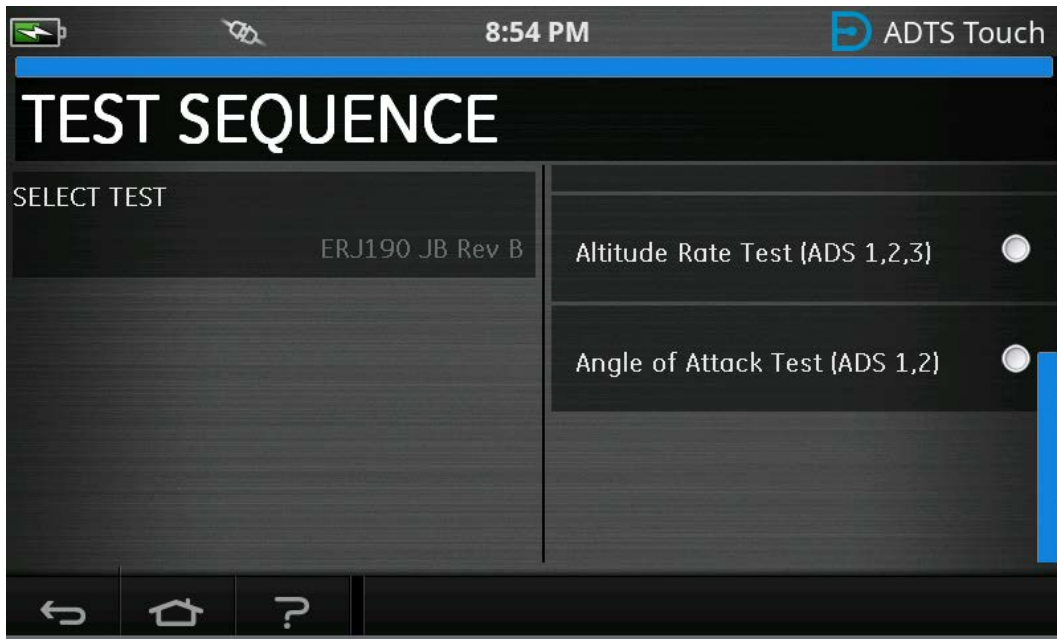 8:54 PM
ADTS Touch
TEST SEQUENCE
SELECT TEST
ERJ190 JB Rev B
Altitude Rate Test (ADS 1,2,3)
Angle of Attack Test (ADS 1,2)
?